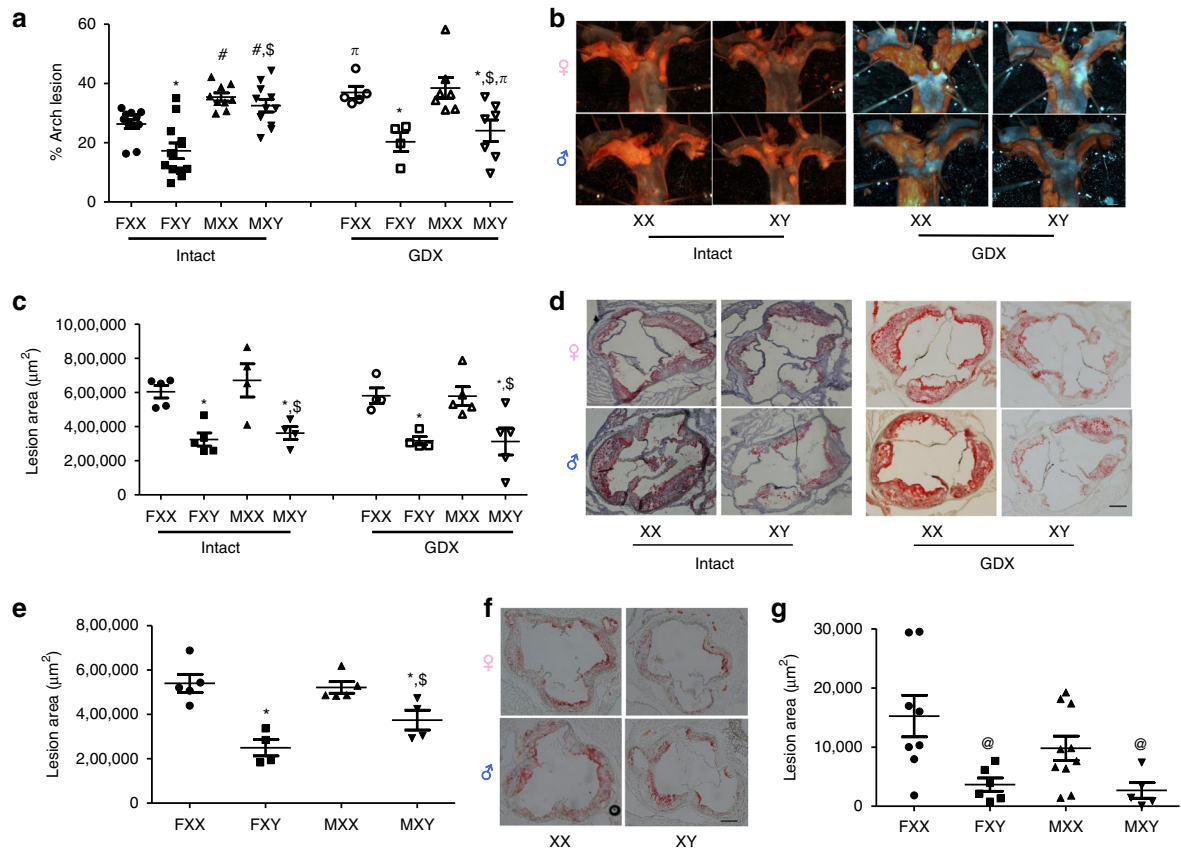 a
% Arch lesion
60
40
20
0
*
#
#,$
π
*
*,$,π
FXX FXY MXX MXY FXX FXY MXX MXY
Intact GDX
b
♀
♂
XX XY XX XY
Intact GDX
c
Lesion area (µm²)
10,00,000
8,00,000
6,00,000
4,00,000
2,00,000
0
*
*,$
*
*,$
FXX FXY MXX MXY FXX FXY MXX MXY
Intact GDX
d
♀
♂
XX XY XX XY
Intact GDX
e
Lesion area (µm²)
8,00,000
6,00,000
4,00,000
2,00,000
0
*
*,$
FXX FXY MXX MXY
f
♀
♂
XX XY
g
Lesion area (µm²)
30,000
20,000
10,000
0
@
@
FXX FXY MXX MXY